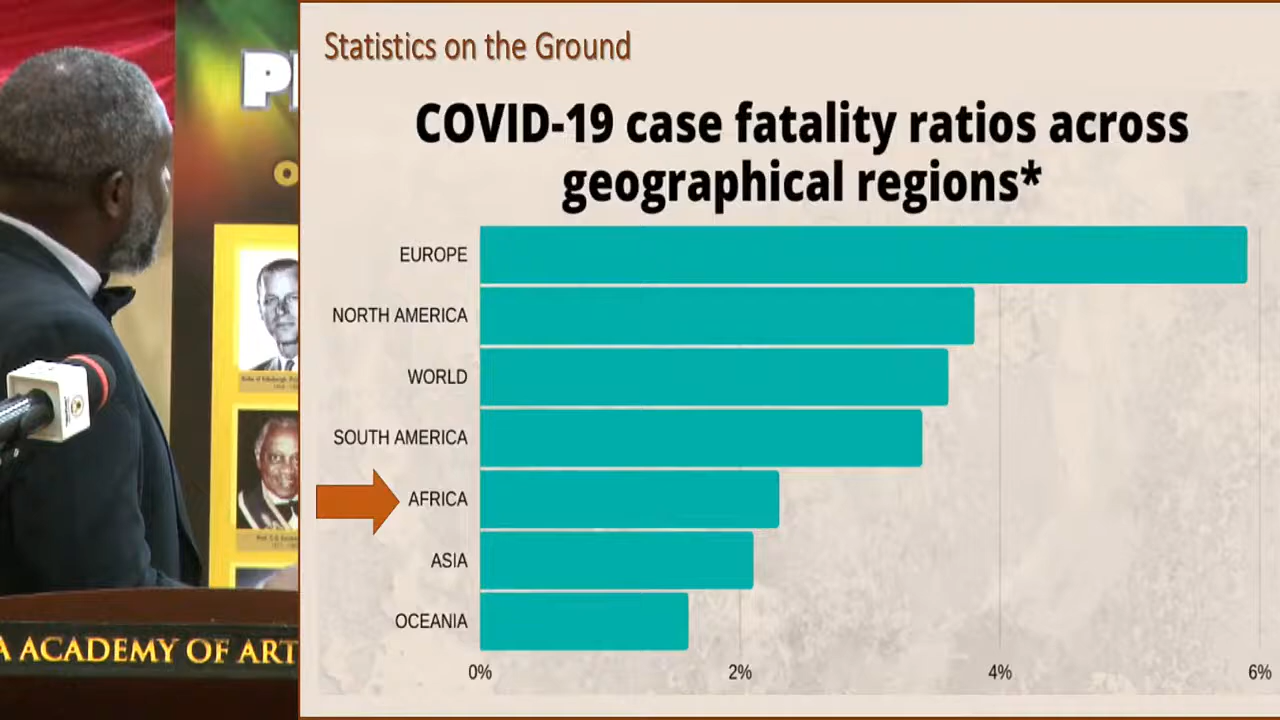 Statistics on the Ground
COVID-19 case fatality ratios across
geographical regions*
EUROPE
NORTH AMERICA
WORLD
SOUTH AMERICA
AFRICA
ASIA
OCEANIA
0% 2% 4% 6%
A ACADEMY OF ART